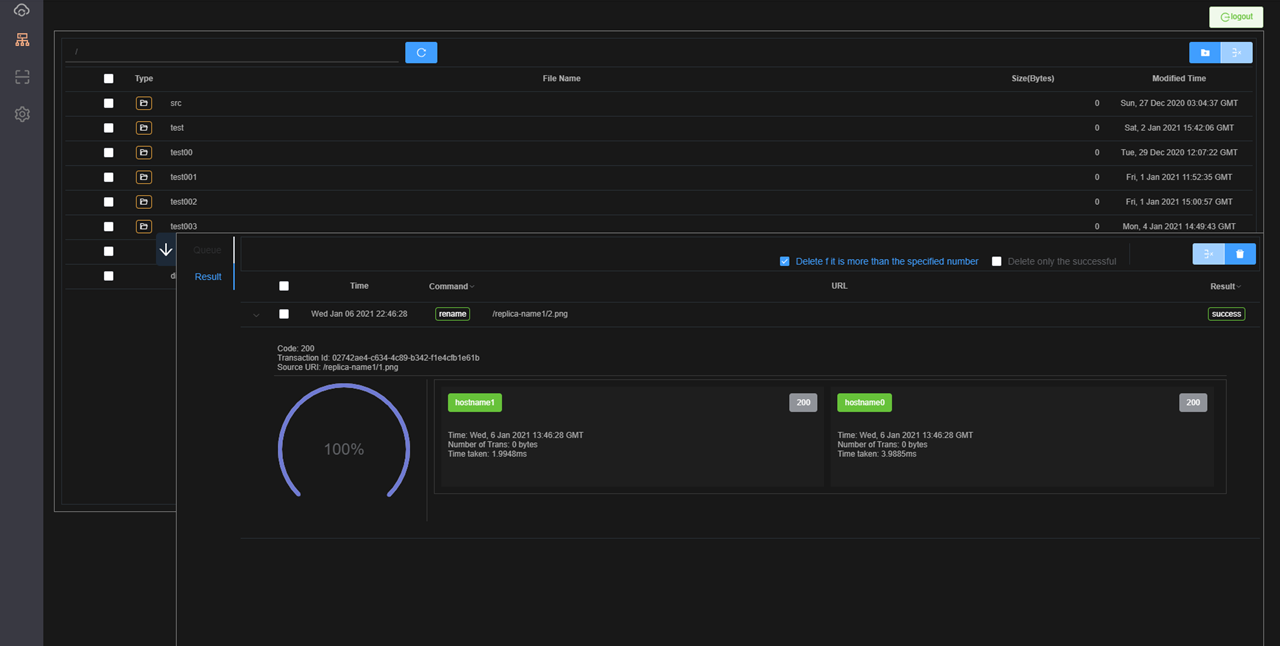 logout
/
Type File Name Size(Bytes) Modified Time
src 0 Sun, 27 Dec 2020 03:04:37 GMT
test 0 Sat, 2 Jan 2021 15:42:06 GMT
test00 0 Tue, 29 Dec 2020 12:07:22 GMT
test001 0 Fri, 1 Jan 2021 11:52:35 GMT
test002 0 Fri, 1 Jan 2021 15:00:57 GMT
test003 0 Mon, 4 Jan 2021 14:49:43 GMT
Queue
Delete f it is more than the specified number Delete only the successful
Result
Time Command URL Result
Wed Jan 06 2021 22:46:28 rename /replica-name1/2.png success
Code: 200
Transaction Id: 02742ae4-c634-4c89-b342-f1e4cfb1e61b
Source URI: /replica-name1/1.png
100%
hostname1 200
Time: Wed, 6 Jan 2021 13:46:28 GMT
Number of Trans: 0 bytes
Time taken: 1.9948ms
hostname0 200
Time: Wed, 6 Jan 2021 13:46:28 GMT
Number of Trans: 0 bytes
Time taken: 3.9885ms